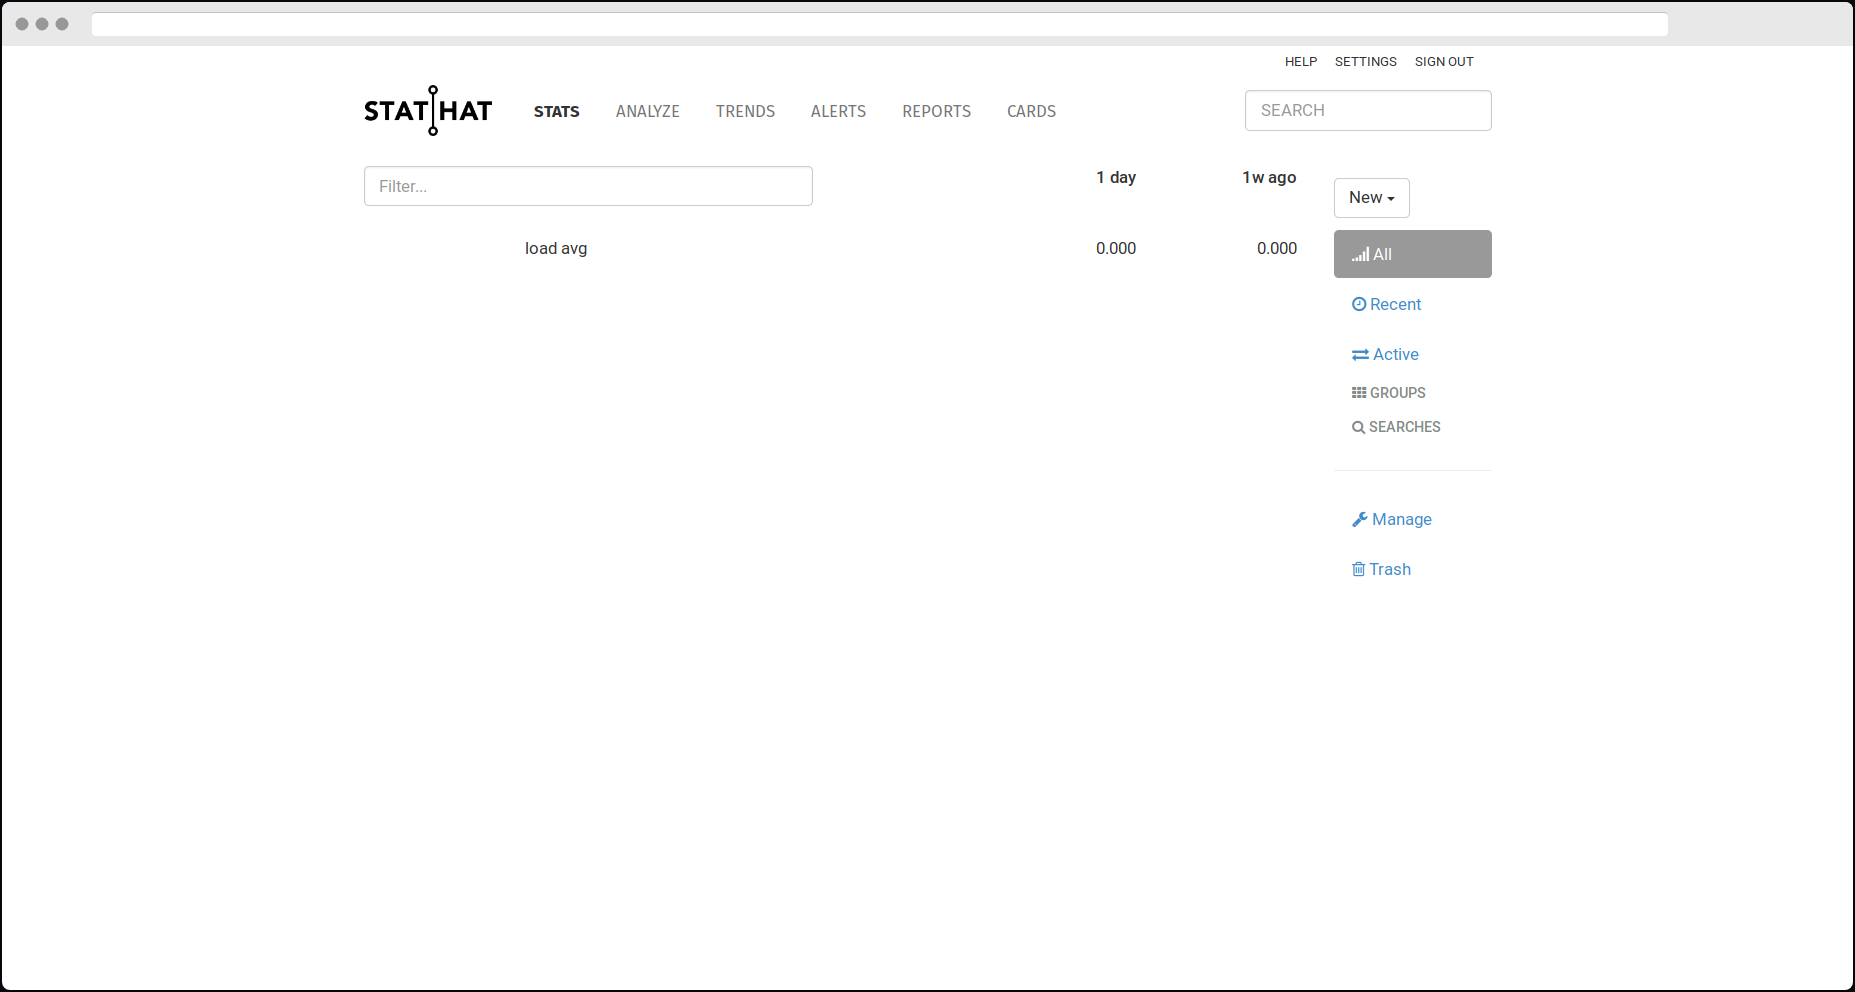 HELP SETTINGS SIGN OUT
STATHAT STATS ANALYZE TRENDS ALERTS REPORTS CARDS SEARCH
Filter... 1 day 1w ago
New
load avg 0.000 0.000
All
Recent
Active
GROUPS
SEARCHES
Manage
Trash